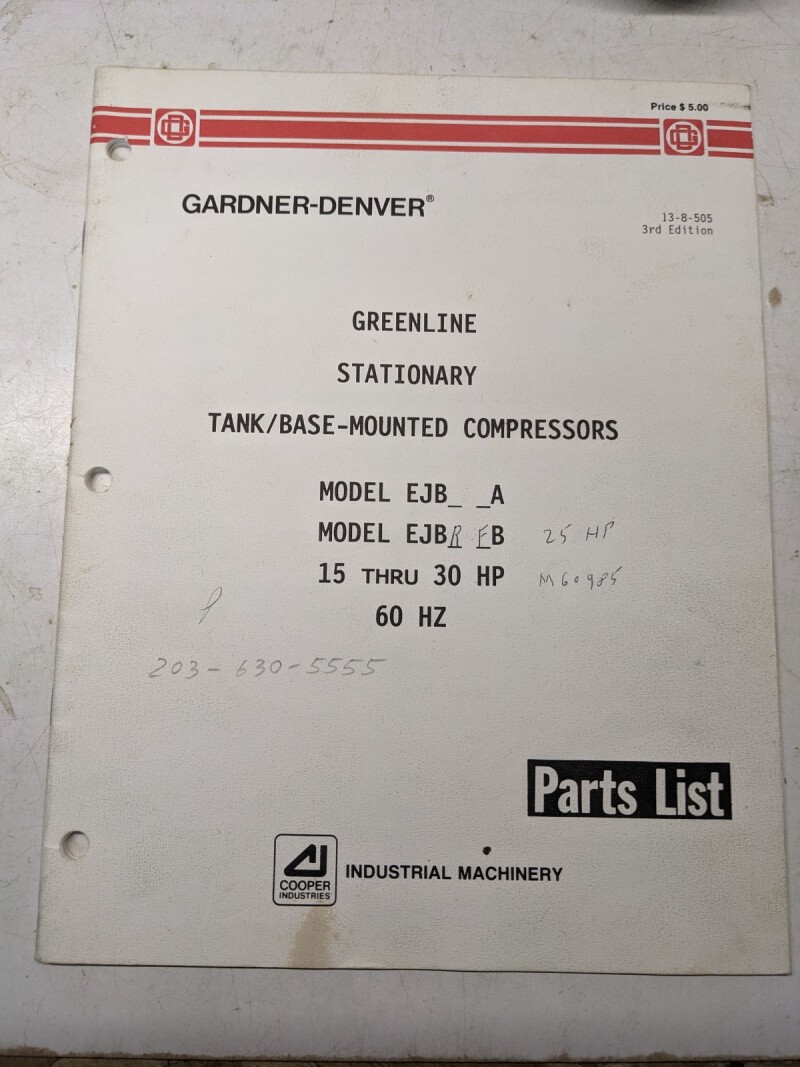 Price $ 5.00
GARDNER-DENVER®
13-8-505
3rd Edition
GREENLINE
STATIONARY
TANK/BASE-MOUNTED COMPRESSORS
MODEL EJB_ _A
MODEL EJBR FB 25 HP
15 THRU 30 HP M60985
60 HZ
203-630-5555
Parts List
COOPER
INDUSTRIES
INDUSTRIAL MACHINERY